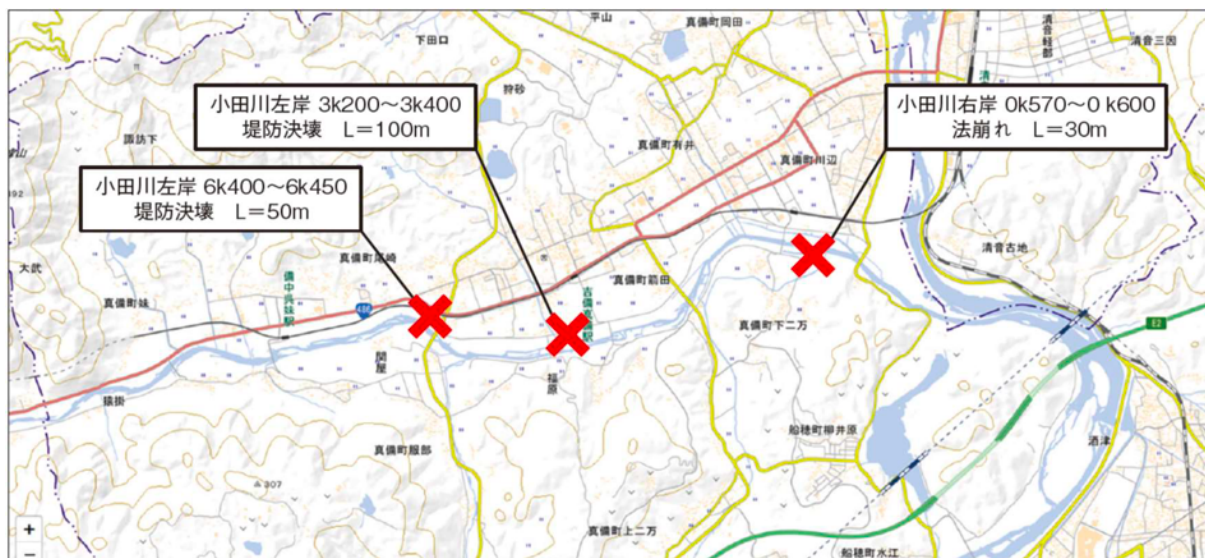 小田川左岸 3k200~3k400
堤防決壊　L=100m
小田川右岸 0k570~0 k600
法崩れ　L=30m
小田川左岸 6k400~6k450
堤防決壊　L=50m
平山
真備町岡田
清音軽部
清音三因
下田口
狩砂
諏訪下
真備町有井
真備町川辺
清音古地
大武
真備町尾崎
備中呉妹駅
真備町妹
486
吉備真備駅
真備町箭田
真備町下二万
E2
関屋
福原
猿掛
船穂町柳井原
酒津
真備町服部
307
真備町上二万
船穂町水江
+
−